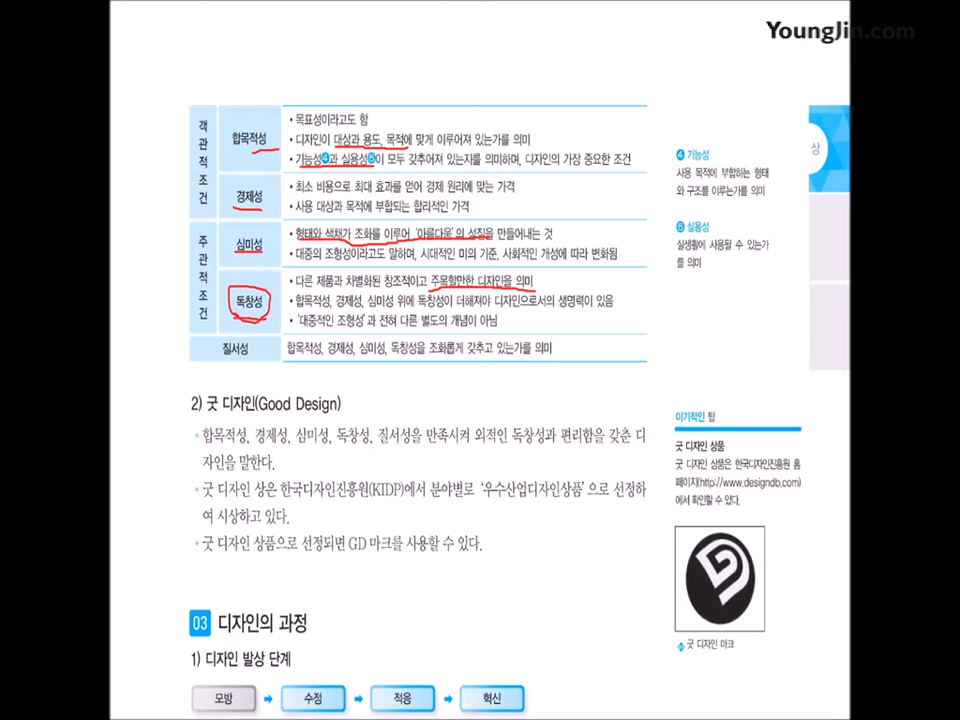 YoungJin.com
객관적조건
합목적성
• 목표성이라고도 함
• 디자인이 대상과 용도, 목적에 맞게 이루어져 있는가를 의미
• 기능성❹과 실용성❺이 모두 갖추어져 있는지를 의미하며, 디자인의 가장 중요한 조건
경제성
• 최소 비용으로 최대 효과를 얻어 경제 원리에 맞는 가격
• 사용 대상과 목적에 부합되는 합리적인 가격
주관적조건
심미성
• 형태와 색채가 조화를 이루어 '아름다움'의 성질을 만들어내는 것
• 대중의 조형성이라고도 말하며, 시대적인 미의 기준, 사회적인 개성에 따라 변화됨
독창성
• 다른 제품과 차별화된 창조적이고 주목할만한 디자인을 의미
• 합목적성, 경제성, 심미성 위에 독창성이 더해져야 디자인으로서의 생명력이 있음
• '대중적인 조형성'과 전혀 다른 별도의 개념이 아님
질서성
합목적성, 경제성, 심미성, 독창성을 조화롭게 갖추고 있는가를 의미
상
❹ 기능성
사용 목적에 부합하는 형태
와 구조를 이루는가를 의미
❺ 실용성
실생활에 사용될 수 있는가
를 의미
2) 굿 디자인(Good Design)
• 합목적성, 경제성, 심미성, 독창성, 질서성을 만족시켜 외적인 독창성과 편리함을 갖춘 디
자인을 말한다.
• 굿 디자인 상은 한국디자인진흥원(KIDP)에서 분야별로 '우수산업디자인상품'으로 선정하
여 시상하고 있다.
• 굿 디자인 상품으로 선정되면 GD 마크를 사용할 수 있다.
이기적인 팁
굿 디자인 상품
굿 디자인 상품은 한국디자인진흥원 홈
페이지(http://www.designdb.com)
에서 확인할 수 있다.
굿 디자인 마크
03 디자인의 과정
1) 디자인 발상 단계
모방 → 수정 → 적응 → 혁신